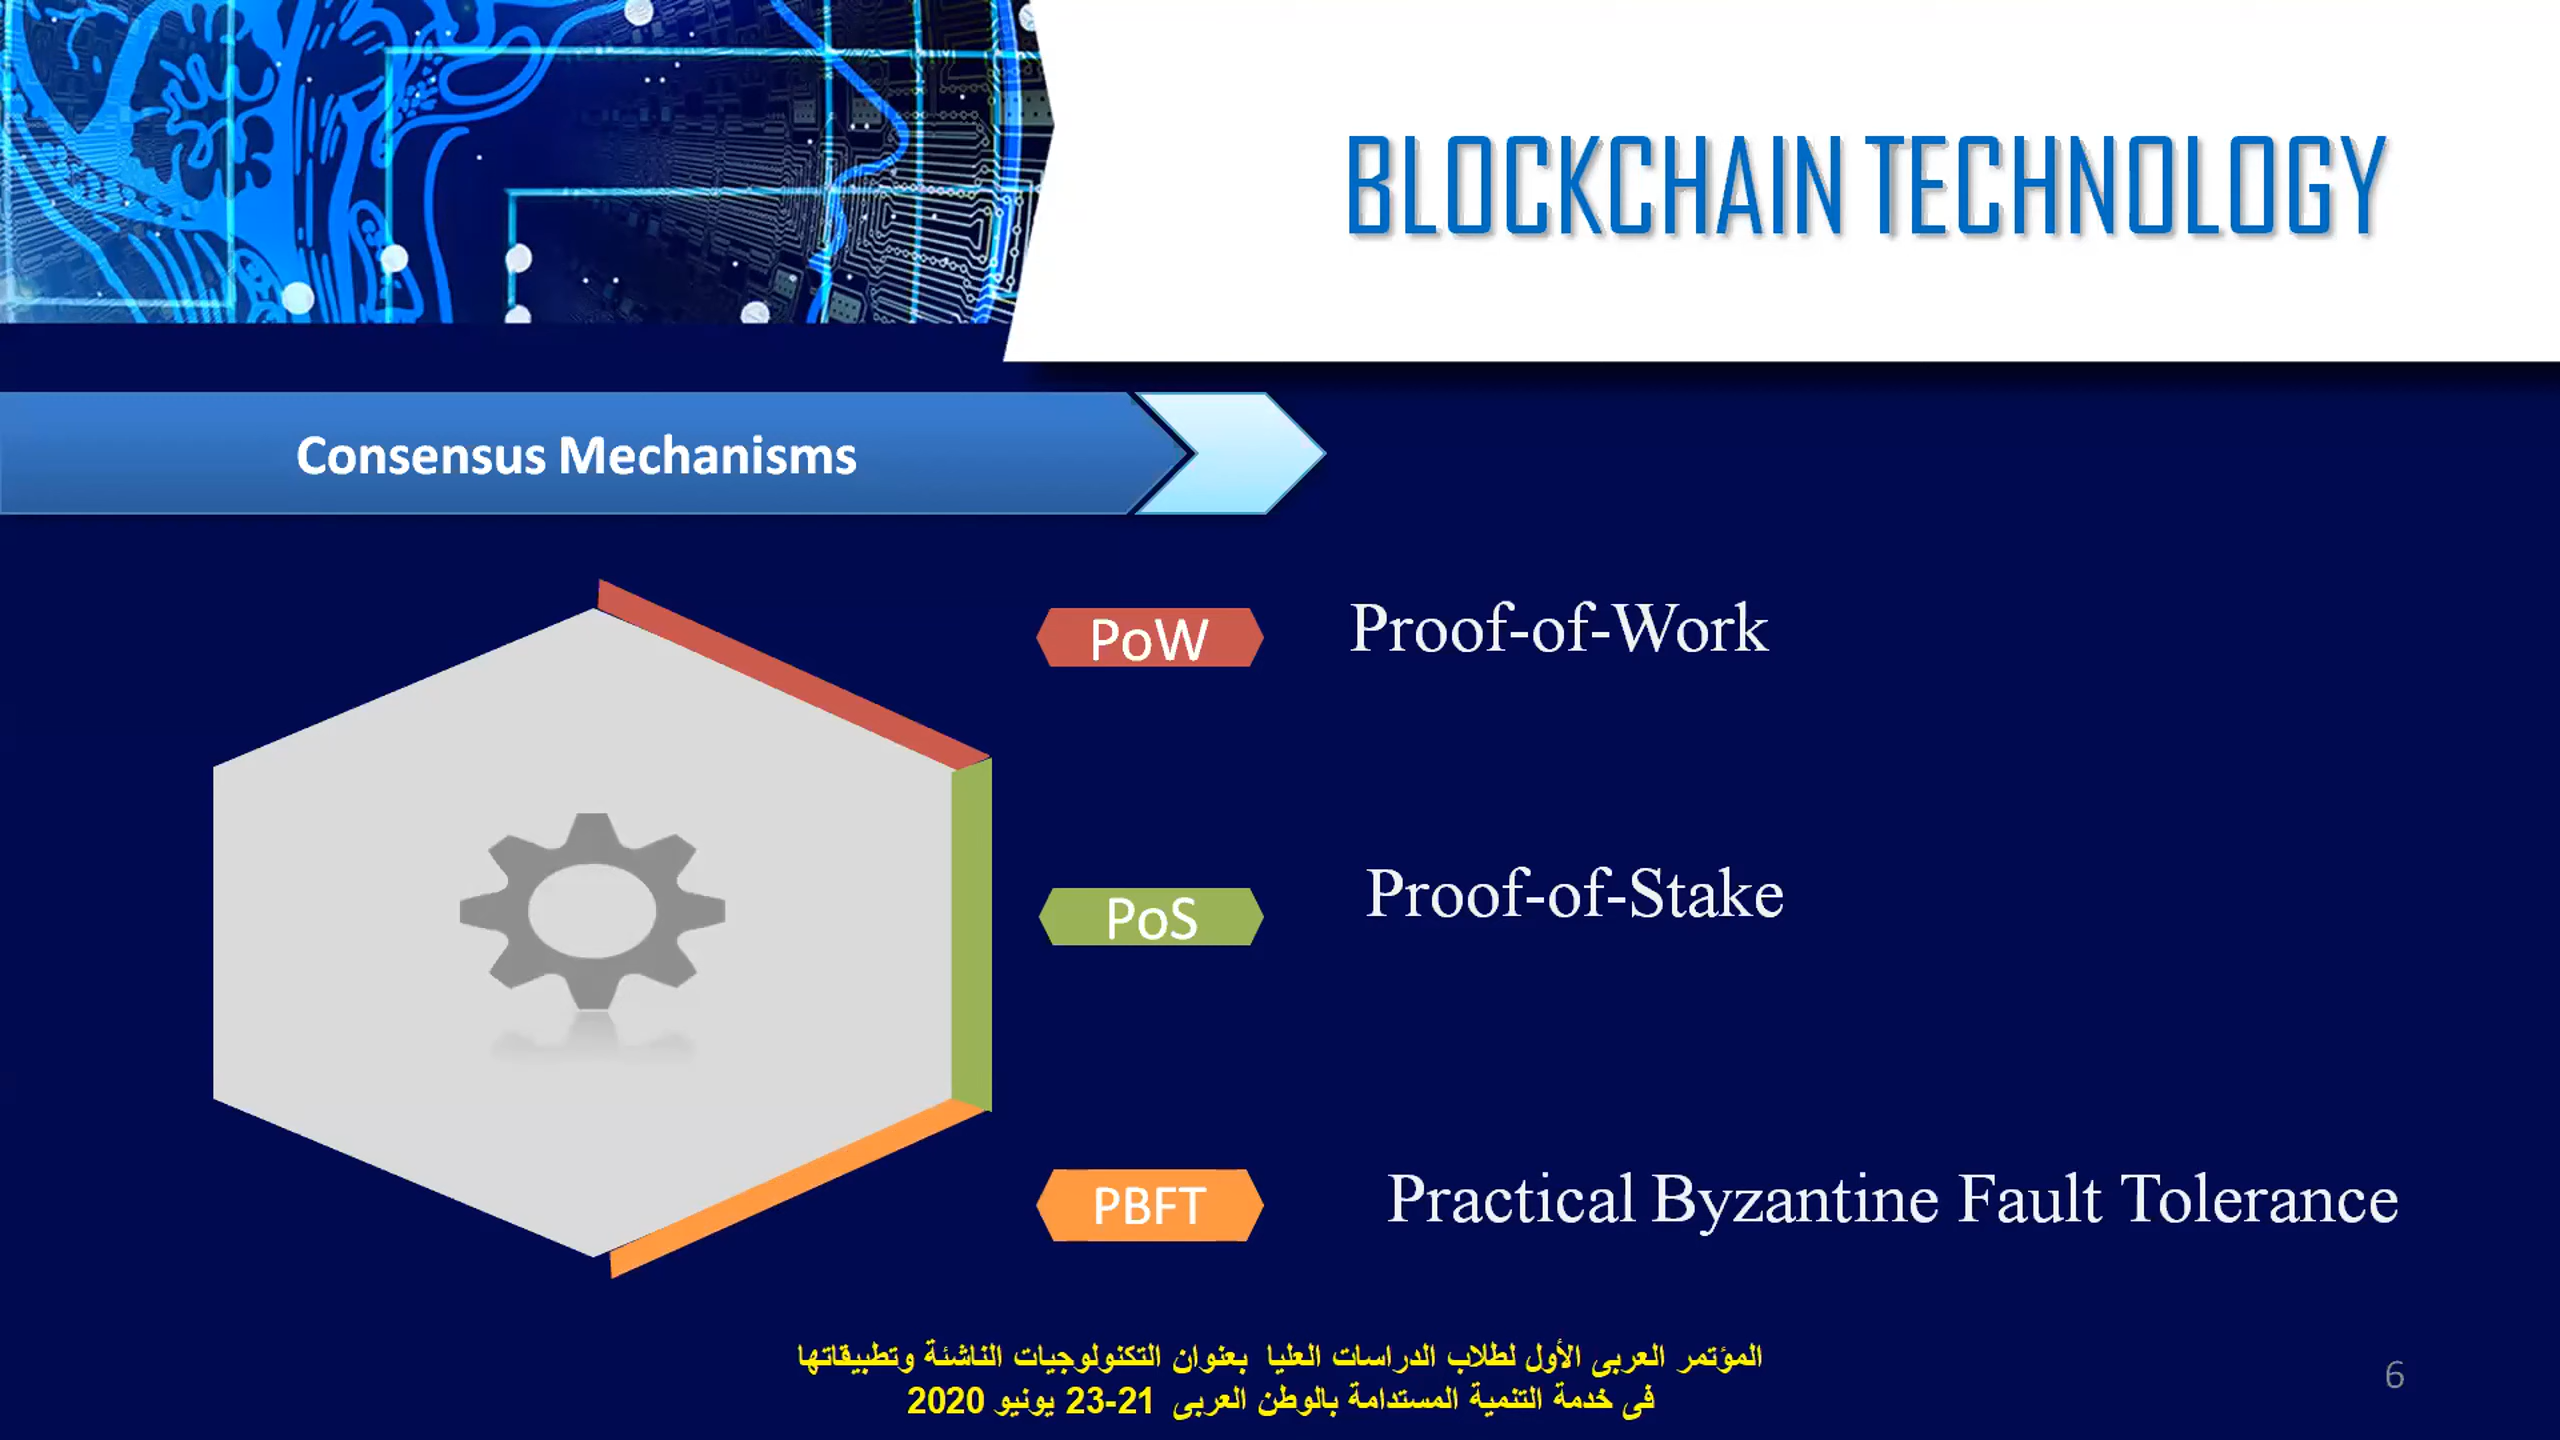 BLOCKCHAIN TECHNOLOGY
Consensus Mechanisms
PoW Proof-of-Work
PoS Proof-of-Stake
PBFT Practical Byzantine Fault Tolerance
المؤتمر العربى الأول لطلاب الدراسات العليا بعنوان التكنولوجيات الناشئة وتطبيقاتها
فى خدمة التنمية المستدامة بالوطن العربى 21-23 يونيو 2020
6